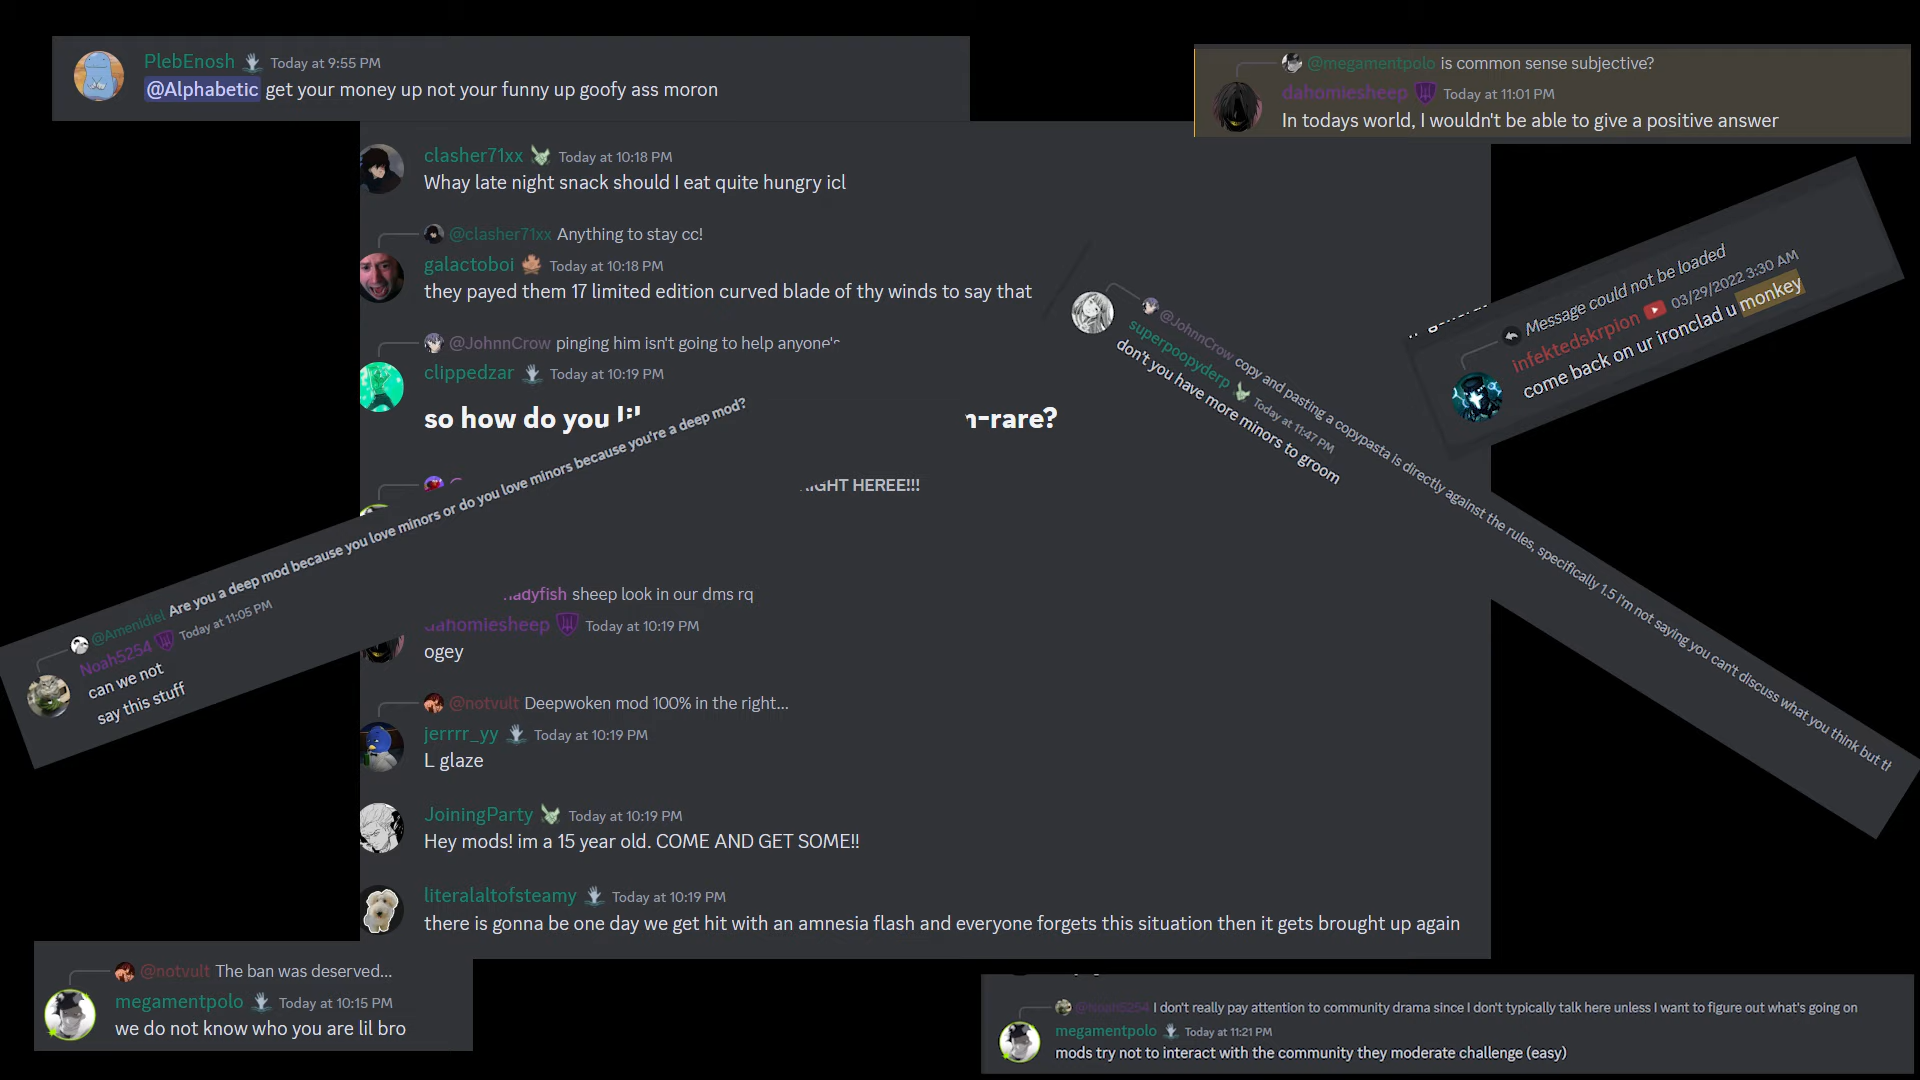 PlebEnosh Today at 9:55 PM
@Alphabetic get your money up not your funny up goofy ass moron
@megamentpolo is common sense subjective?
dahomiesheep Today at 11:01 PM
In todays world, I wouldn't be able to give a positive answer
clasher71xx Today at 10:18 PM
Whay late night snack should I eat quite hungry icl
@clasher71xx Anything to stay cc!
galactoboi Today at 10:18 PM
they payed them 17 limited edition curved blade of thy winds to say that
@JohnnCrow pinging him isn't going to help anyone's
clippedzar Today at 10:19 PM
so how do you n-rare?
IGHT HEREE!!!
ladyfish sheep look in our dms rq
dahomiesheep Today at 10:19 PM
ogey
@notvult Deepwoken mod 100% in the right...
jerrrr_yy Today at 10:19 PM
L glaze
JoiningParty Today at 10:19 PM
Hey mods! im a 15 year old. COME AND GET SOME!!
literalaltofsteamy Today at 10:19 PM
there is gonna be one day we get hit with an amnesia flash and everyone forgets this situation then it gets brought up again
@JohnnCrow copy and pasting a copypasta is directly against the rules, specifically 1.5 I'm not saying you can't discuss what you think but
superpoopyderp Today at 11:47 PM
don't you have more minors to groom
Message could not be loaded
infektedskrpion 03/29/2022 3:30 AM
come back on ur ironclad u monkey
@Amenidiel Are you a deep mod because you love minors or do you love minors because you're a deep mod?
Noah5254 Today at 11:05 PM
can we not
say this stuff
@notvult The ban was deserved...
megamentpolo Today at 10:15 PM
we do not know who you are lil bro
@Noah5254 I don't really pay attention to community drama since I don't typically talk here unless I want to figure out what's going on
megamentpolo Today at 11:21 PM
mods try not to interact with the community they moderate challenge (easy)